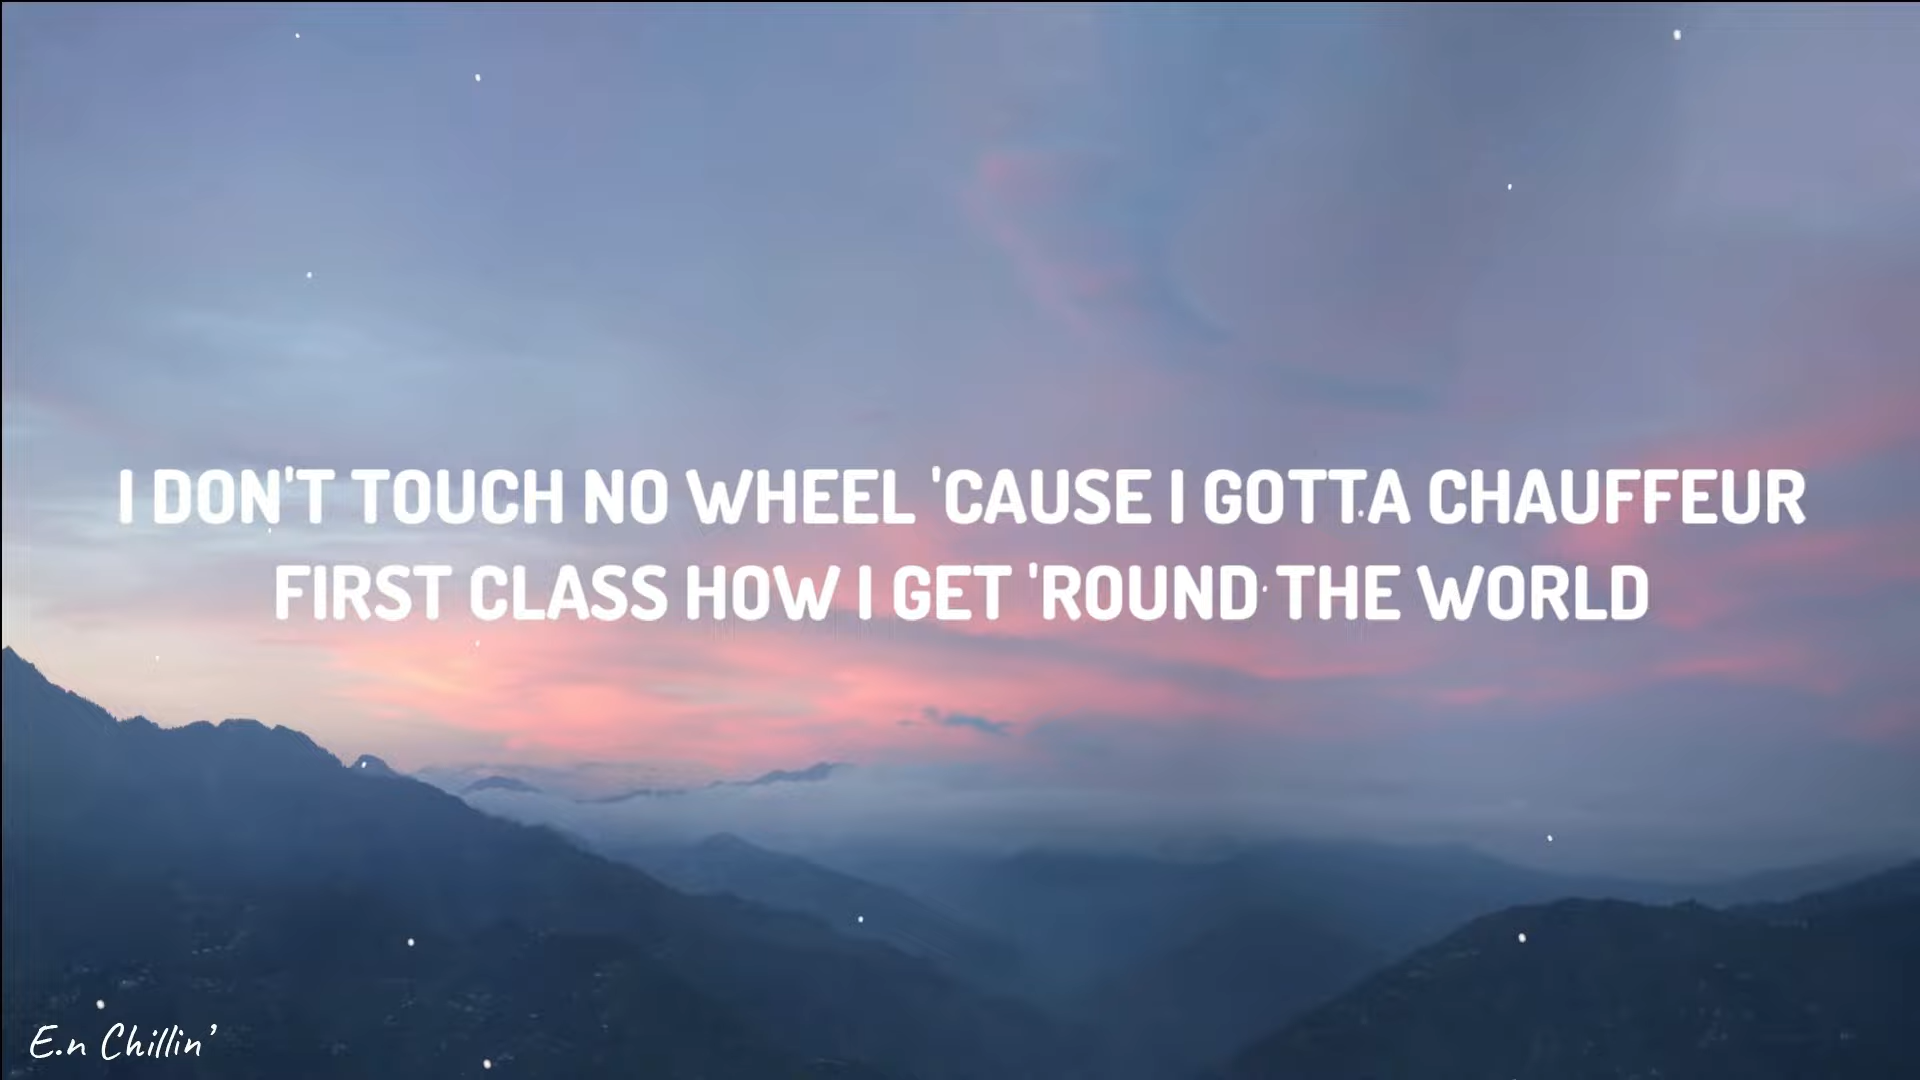 I DON'T TOUCH NO WHEEL 'CAUSE I GOTTA CHAUFFEUR
FIRST CLASS HOW I GET 'ROUND THE WORLD
E.n Chillin'